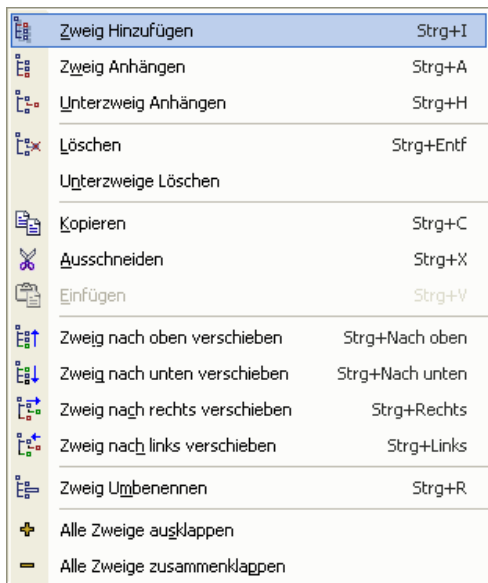 Zweig Hinzufügen Strg+I
Zweig Anhängen Strg+A
Unterzweig Anhängen Strg+H
Löschen Strg+Entf
Unterzweige Löschen
Kopieren Strg+C
Ausschneiden Strg+X
Einfügen Strg+V
Zweig nach oben verschieben Strg+Nach oben
Zweig nach unten verschieben Strg+Nach unten
Zweig nach rechts verschieben Strg+Rechts
Zweig nach links verschieben Strg+Links
Zweig Umbenennen Strg+R
Alle Zweige ausklappen
Alle Zweige zusammenklappen